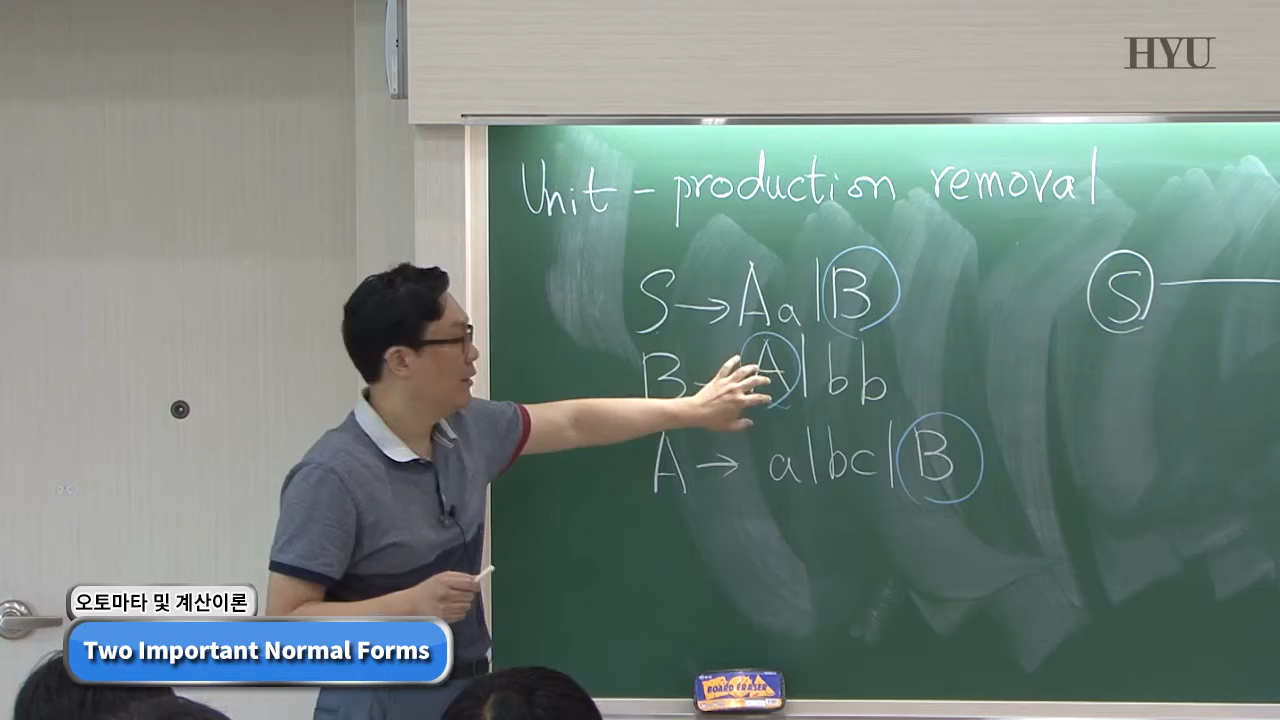 HYU
Unit - production removal
S → Aa | B
S
B → A | bb
A → a | bc | B
오토마타 및 계산이론
Two Important Normal Forms
BOARD ERASER